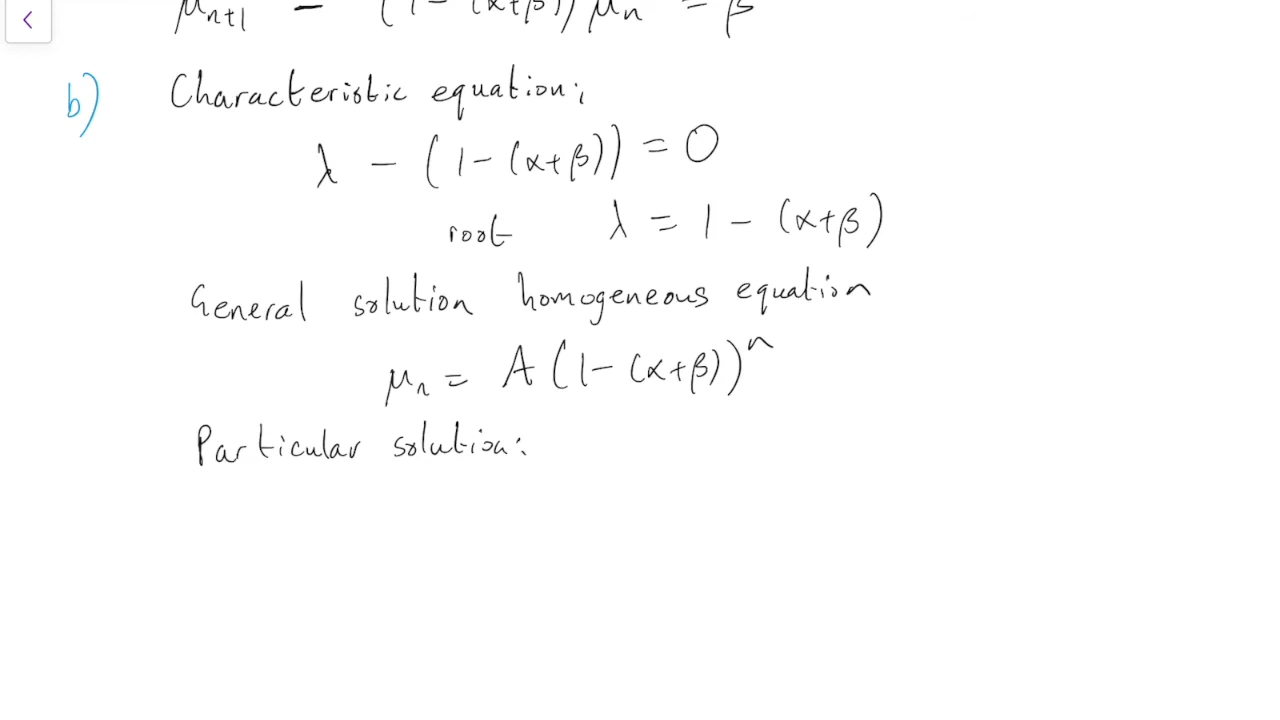 μₙ₊₁ − (1 − (α+β)) μₙ = β
b) Characteristic equation:
λ − (1 − (α+β)) = 0
root λ = 1 − (α+β)
General solution homogeneous equation
μₙ = A (1 − (α+β))ⁿ
Particular solution: